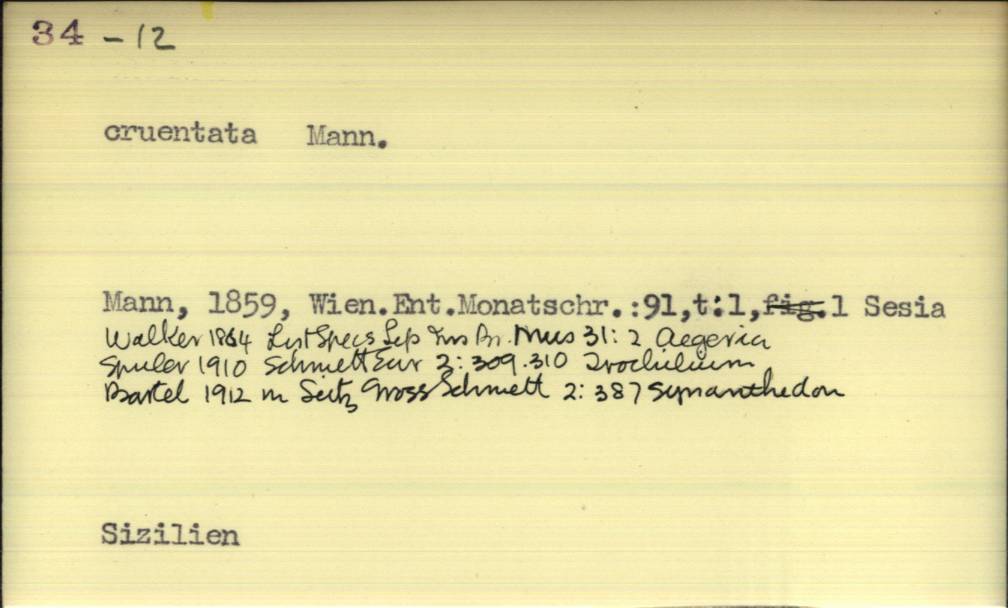 34 - 12
cruentata Mann.
Mann, 1859, Wien.Ent.Monatschr.:91,t:1,fig.1 Sesia
Walker 1864 List Specs Lep Ins Br. Mus 31: 2 Aegeria
Spuler 1910 Schmett Eur 2: 309.310 Trochilium
Bartel 1912 in Seitz Gross Schmett 2: 387 Synanthedon
Sizilien